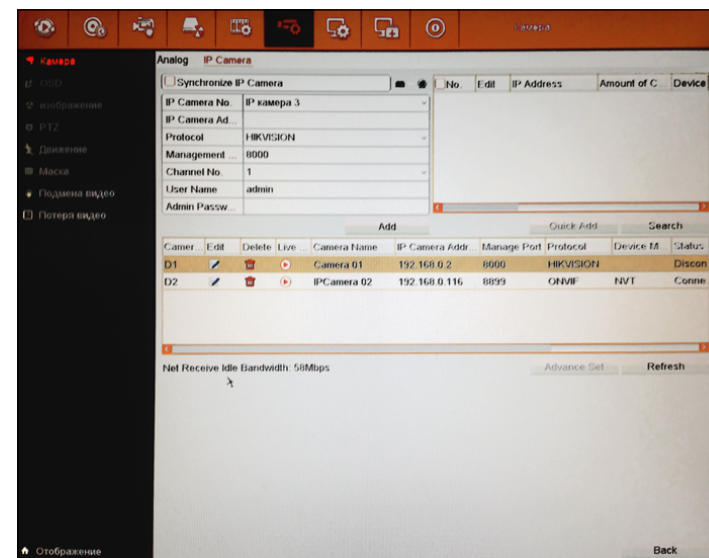 Камера
Камера
OSD
изображение
PTZ
Движение
Маска
Подмена видео
Потеря видео
Отображение
Analog IP Camera
Synchronize IP Camera
IP Camera No. IP камера 3
IP Camera Ad...
Protocol HIKVISION
Management ... 8000
Channel No. 1
User Name admin
Admin Passw...
No. Edit IP Address Amount of C... Device
Add Quick Add Search
Camer... Edit Delete Live ... Camera Name IP Camera Addr... Manage Port Protocol Device M... Status
D1 Camera 01 192.168.0.2 8000 HIKVISION Discon
D2 IPCamera 02 192.168.0.116 8899 ONVIF NVT Conne
Net Receive Idle Bandwidth: 58Mbps
Advance Set Refresh
Back